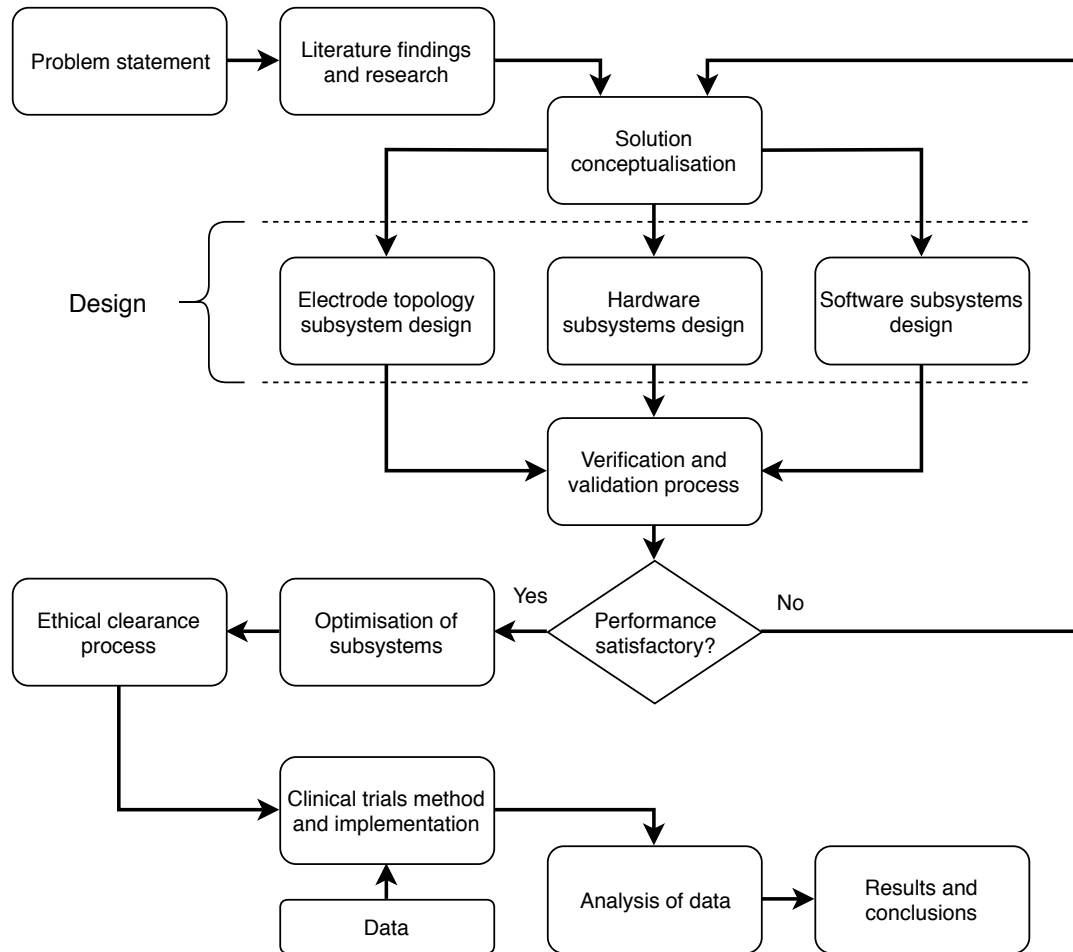 Problem statement
Literature findings
and research
Solution
conceptualisation
Design
Electrode topology
subsystem design
Hardware
subsystems design
Software subsystems
design
Verification and
validation process
Ethical clearance
process
Optimisation of
subsystems
Yes
Performance
satisfactory?
No
Clinical trials method
and implementation
Data
Analysis of data
Results and
conclusions